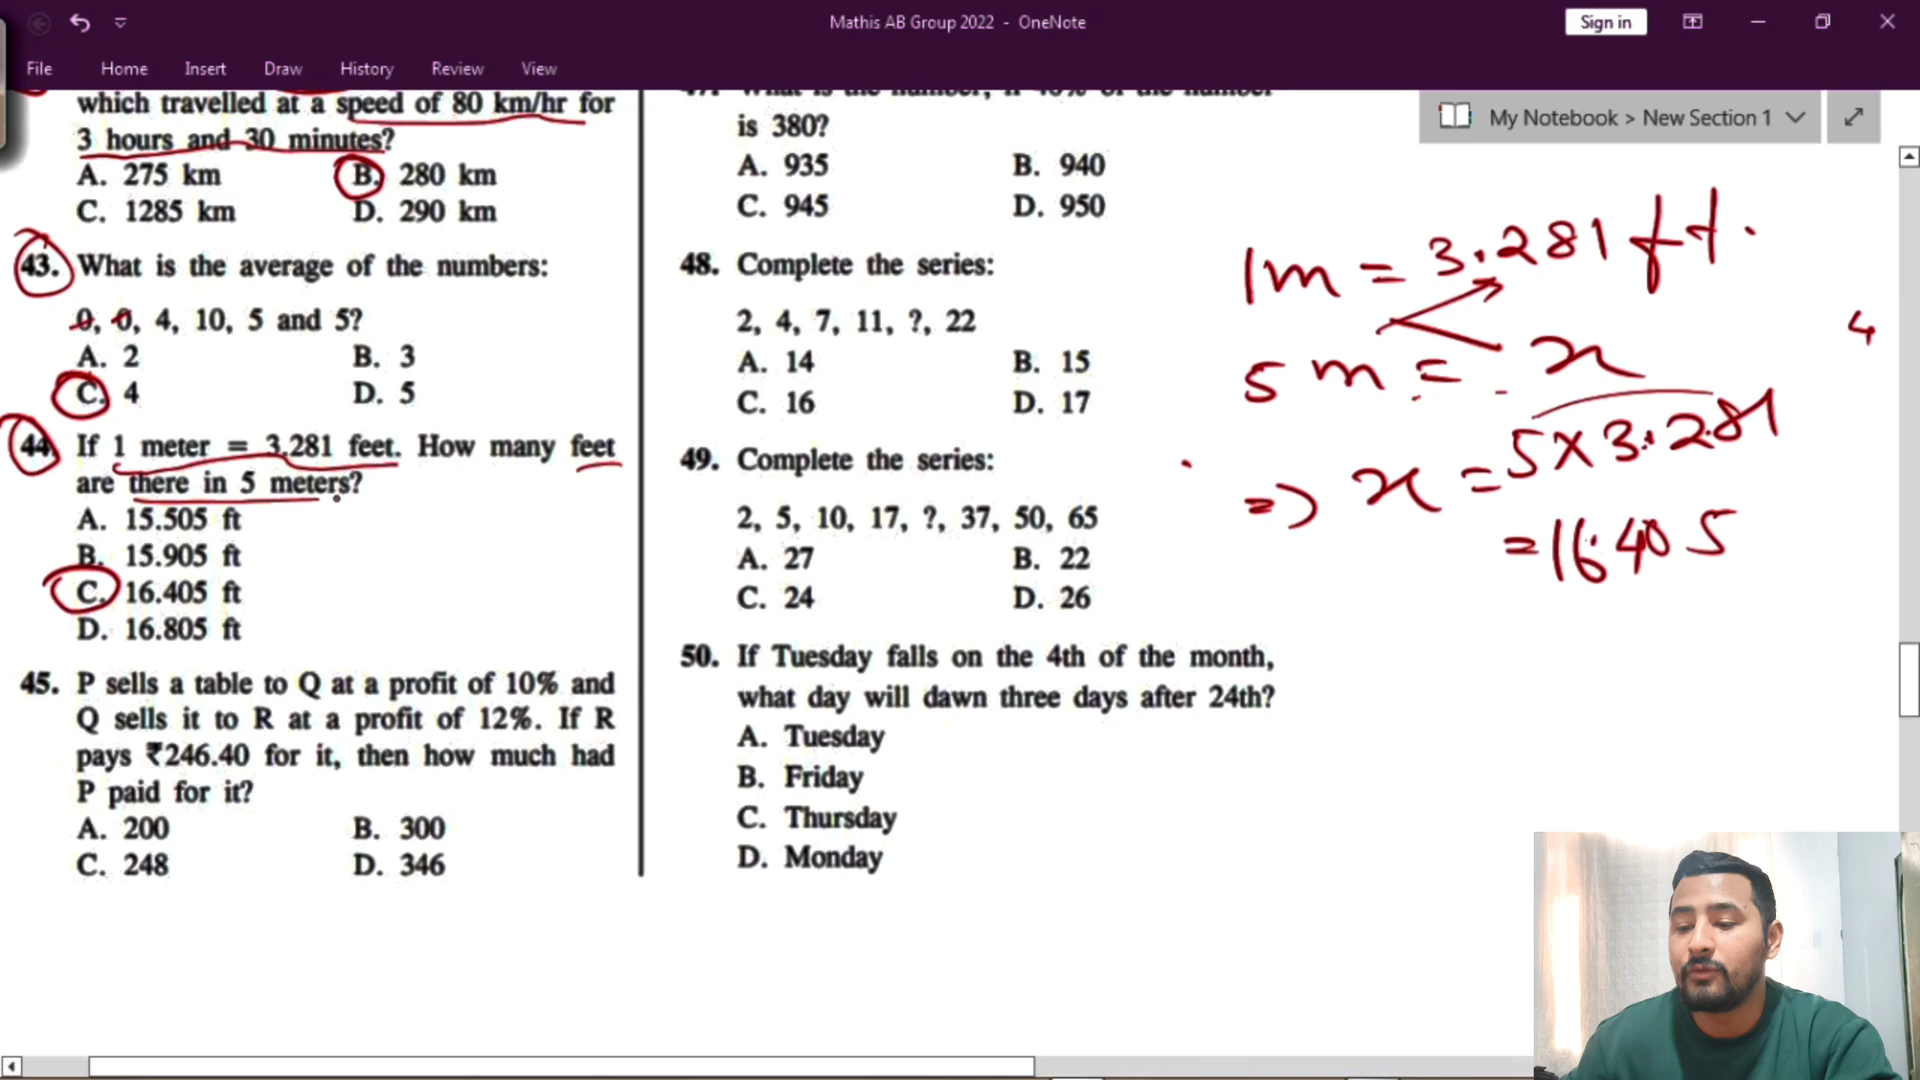 Mathis AB Group 2022 - OneNote
Sign in
File Home Insert Draw History Review View
My Notebook > New Section 1
which travelled at a speed of 80 km/hr for
3 hours and 30 minutes?
A. 275 km B. 280 km
C. 1285 km D. 290 km
43. What is the average of the numbers:
0, 0, 4, 10, 5 and 5?
A. 2 B. 3
C. 4 D. 5
44. If 1 meter = 3.281 feet. How many feet
are there in 5 meters?
A. 15.505 ft
B. 15.905 ft
C. 16.405 ft
D. 16.805 ft
45. P sells a table to Q at a profit of 10% and
Q sells it to R at a profit of 12%. If R
pays ₹246.40 for it, then how much had
P paid for it?
A. 200 B. 300
C. 248 D. 346
is 380?
A. 935 B. 940
C. 945 D. 950
48. Complete the series:
2, 4, 7, 11, ?, 22
A. 14 B. 15
C. 16 D. 17
49. Complete the series:
2, 5, 10, 17, ?, 37, 50, 65
A. 27 B. 22
C. 24 D. 26
50. If Tuesday falls on the 4th of the month,
what day will dawn three days after 24th?
A. Tuesday
B. Friday
C. Thursday
D. Monday
1m = 3.281 ft.
4
5 m = x
=> x = 5 x 3.281
= 16.405